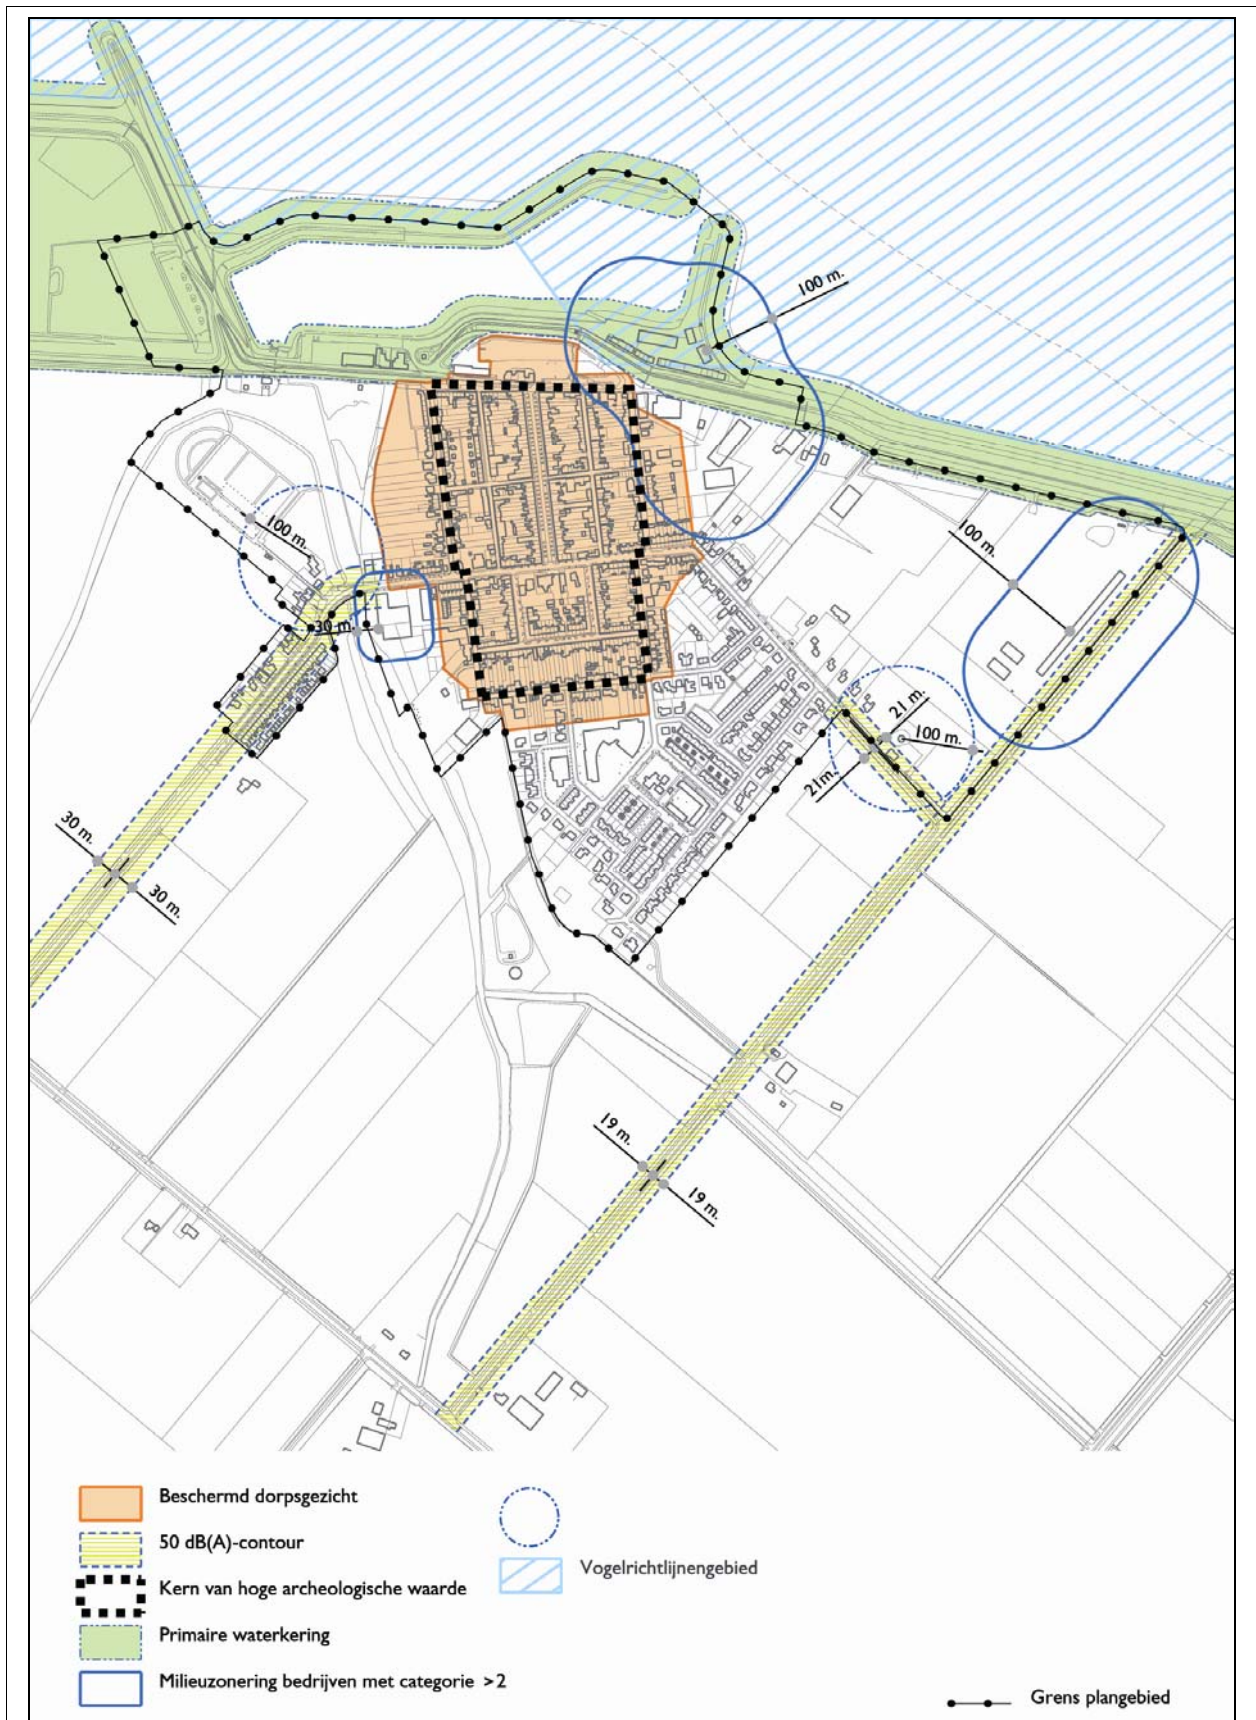 100 m.
100 m.
100 m.
30 m.
21 m.
100 m.
21m.
30 m.
30 m.
19 m.
19 m.
Beschermd dorpsgezicht
50 dB(A)-contour
Kern van hoge archeologische waarde
Primaire waterkering
Milieuzonering bedrijven met categorie >2
Vogelrichtlijnengebied
Grens plangebied